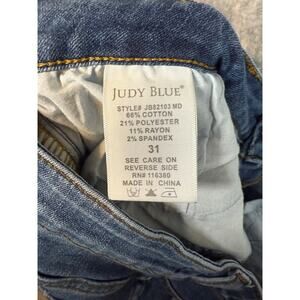 JUDY BLUE®
STYLE# JB82103 MD
66% COTTON
21% POLYESTER
11% RAYON
2% SPANDEX
31
SEE CARE ON
REVERSE SIDE
RN# 116380
MADE IN CHINA